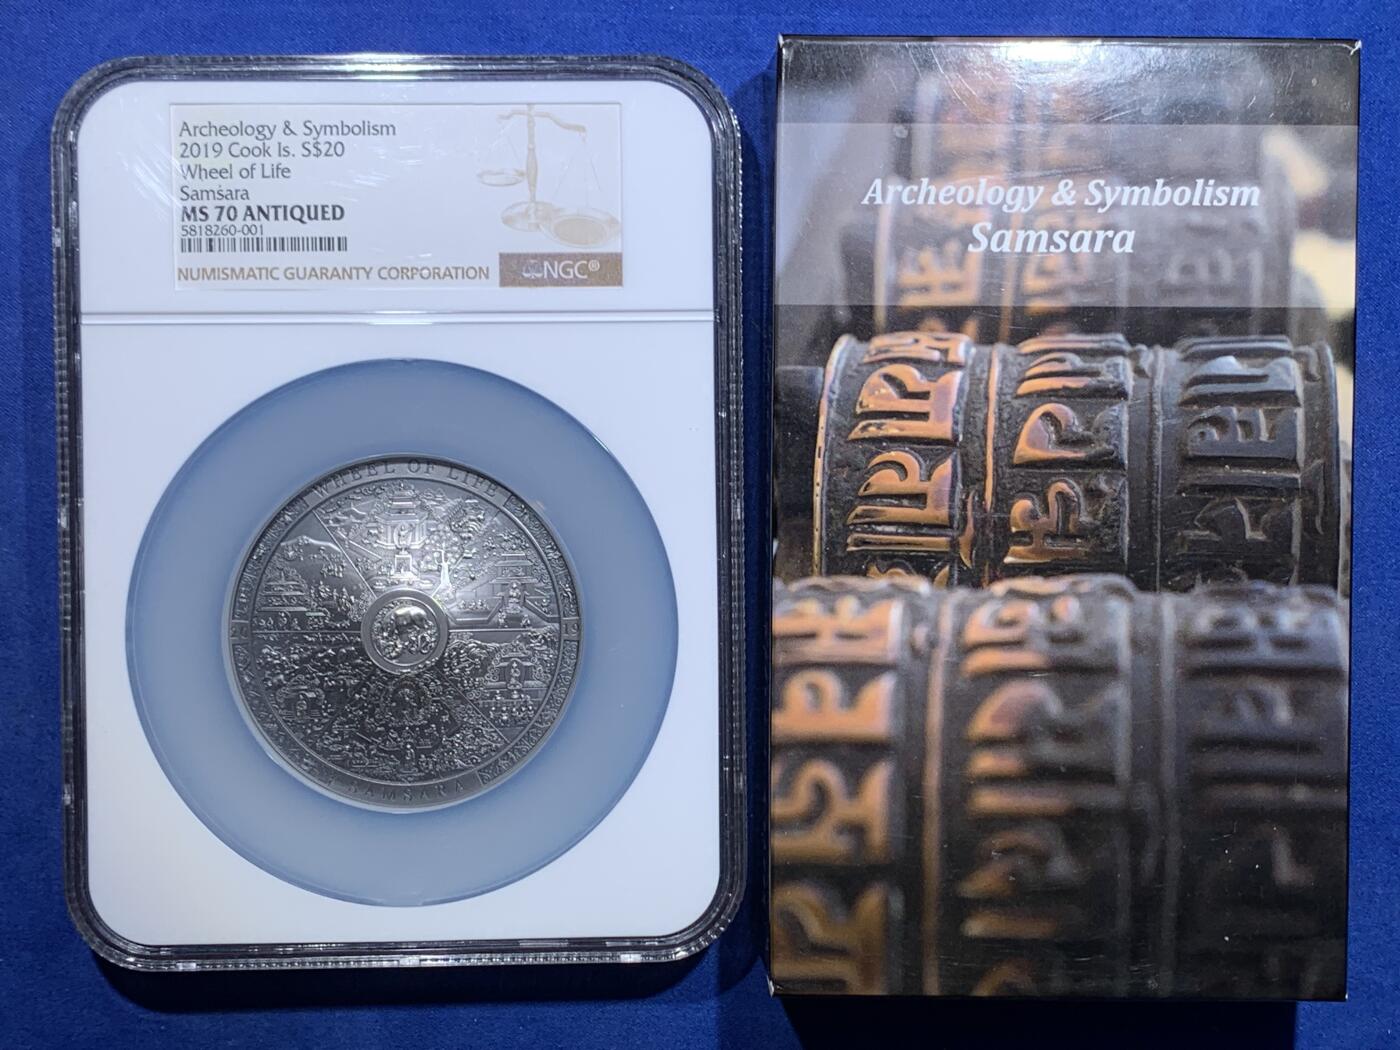 Archeology & Symbolism
2019 Cook Is. S$20
Wheel of Life
Samsara
MS 70 ANTIQUED
5818260-001
NUMISMATIC GUARANTY CORPORATION
NGC®
WHEEL OF LIFE
SAMSARA
Archeology & Symbolism
Samsara